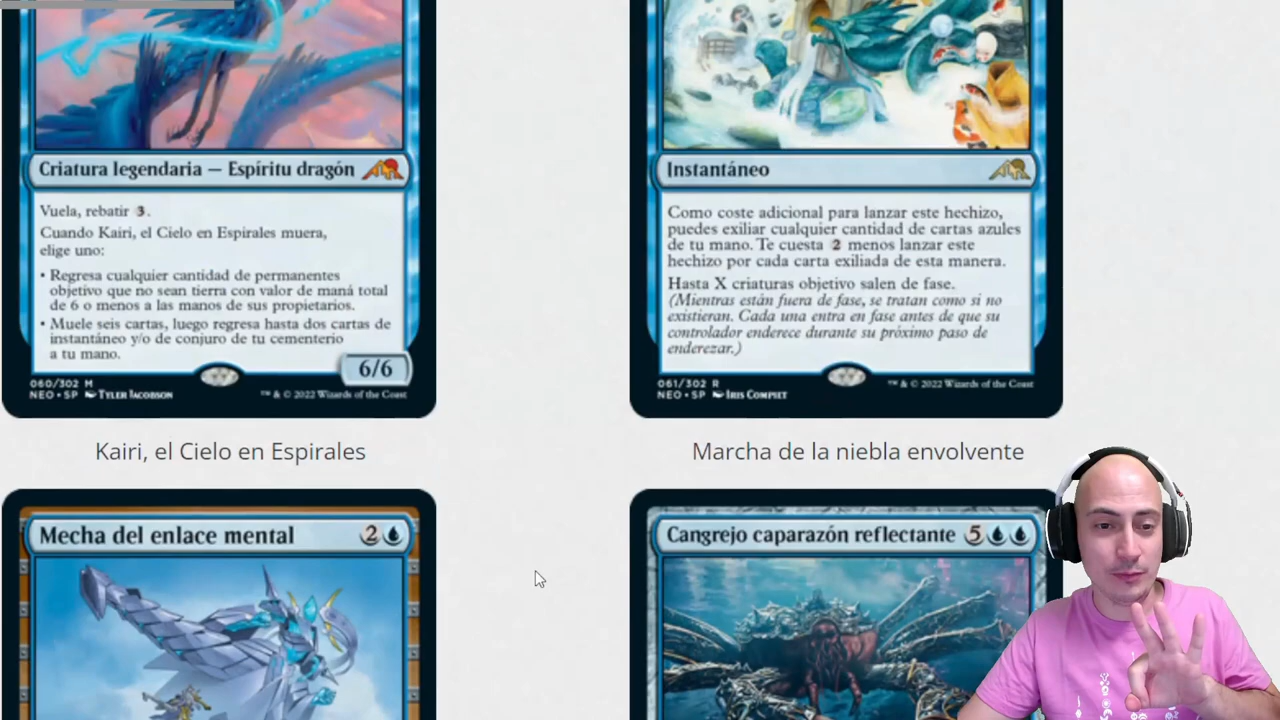 Criatura legendaria — Espíritu dragón
Vuela, rebatir 3.
Cuando Kairi, el Cielo en Espirales muera,
elige uno:
• Regresa cualquier cantidad de permanentes
objetivo que no sean tierra con valor de maná total
de 6 o menos a las manos de sus propietarios.
• Muele seis cartas, luego regresa hasta dos cartas de
instantáneo y/o de conjuro de tu cementerio
a tu mano.
6/6
060/302 M
NEO • SP TYLER JACOBSON
™ & © 2022 Wizards of the Coast
Kairi, el Cielo en Espirales
Instantáneo
Como coste adicional para lanzar este hechizo,
puedes exiliar cualquier cantidad de cartas azules
de tu mano. Te cuesta 2 menos lanzar este
hechizo por cada carta exiliada de esta manera.
Hasta X criaturas objetivo salen de fase.
(Mientras están fuera de fase, se tratan como si no
existieran. Cada una entra en fase antes de que su
controlador enderece durante su próximo paso de
enderezar.)
061/302 R
NEO • SP IRIS COMPIET
™ & © 2022 Wizards of the Coast
Marcha de la niebla envolvente
Mecha del enlace mental 2
Cangrejo caparazón reflectante 5